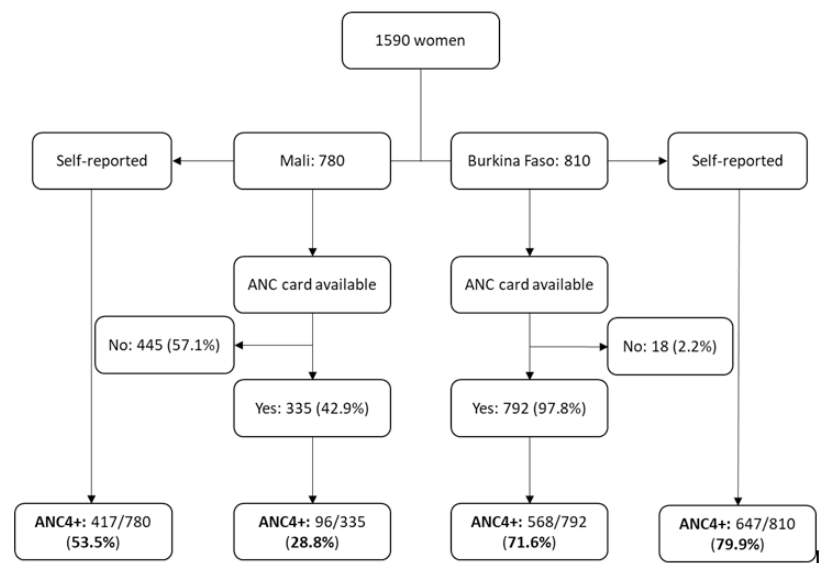 1590 women
Self-reported
Mali: 780
Burkina Faso: 810
Self-reported
ANC card available
ANC card available
No: 445 (57.1%)
No: 18 (2.2%)
Yes: 335 (42.9%)
Yes: 792 (97.8%)
ANC4+: 417/780
(53.5%)
ANC4+: 96/335
(28.8%)
ANC4+: 568/792
(71.6%)
ANC4+: 647/810
(79.9%)